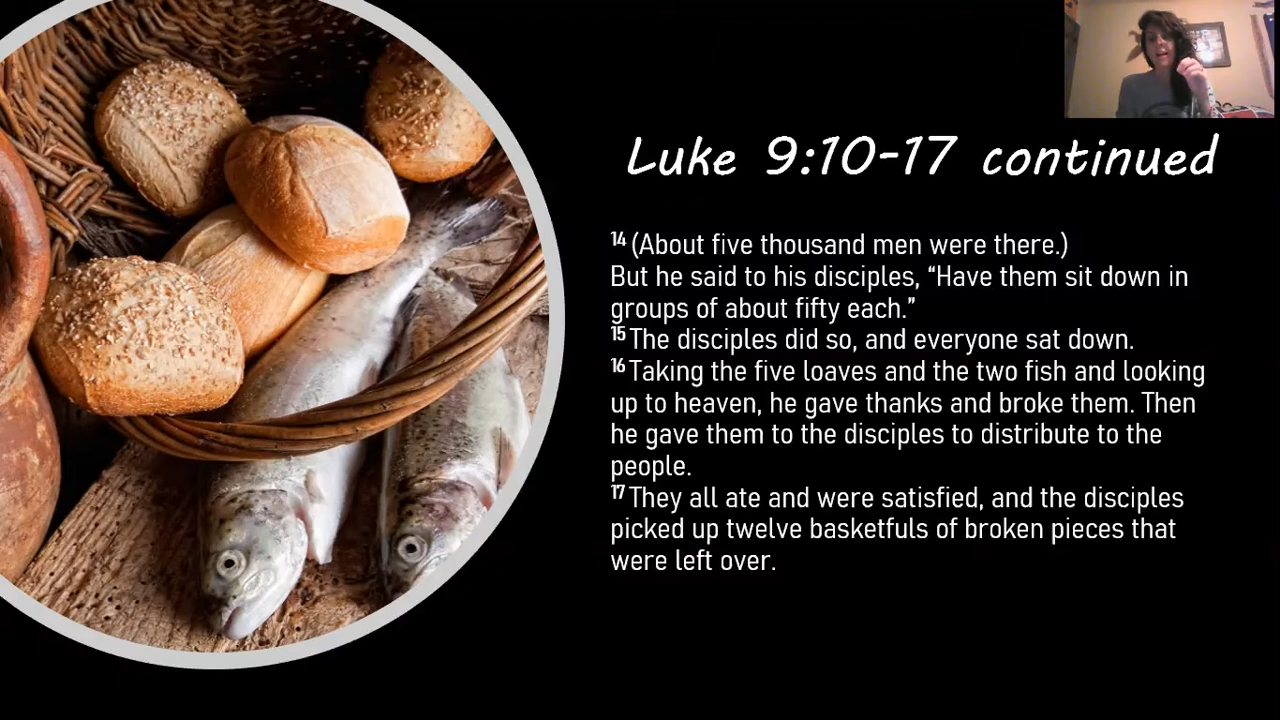 Luke 9:10-17 continued
14 (About five thousand men were there.)
But he said to his disciples, “Have them sit down in
groups of about fifty each.”
15 The disciples did so, and everyone sat down.
16 Taking the five loaves and the two fish and looking
up to heaven, he gave thanks and broke them. Then
he gave them to the disciples to distribute to the
people.
17 They all ate and were satisfied, and the disciples
picked up twelve basketfuls of broken pieces that
were left over.